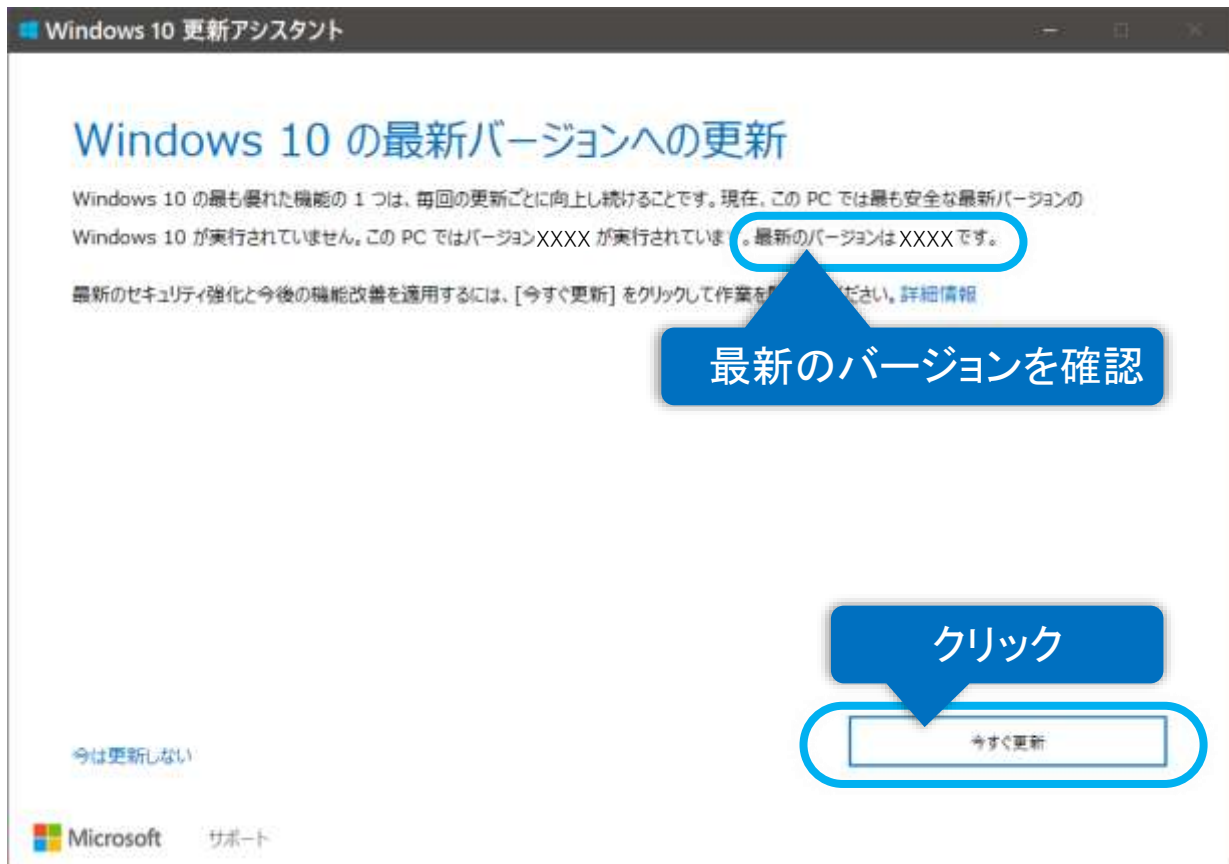 Windows 10 更新アシスタント
Windows 10 の最新バージョンへの更新
Windows 10 の最も優れた機能の 1 つは、毎回の更新ごとに向上し続けることです。現在、この PC では最も安全な最新バージョンの
Windows 10 が実行されていません。この PC ではバージョンXXXX が実行されています。最新のバージョンは XXXX です。
最新のセキュリティ強化と今後の機能改善を適用するには、[今すぐ更新] をクリックして作業を ださい。詳細情報
最新のバージョンを確認
クリック
今すぐ更新
今は更新しない
Microsoft サポート